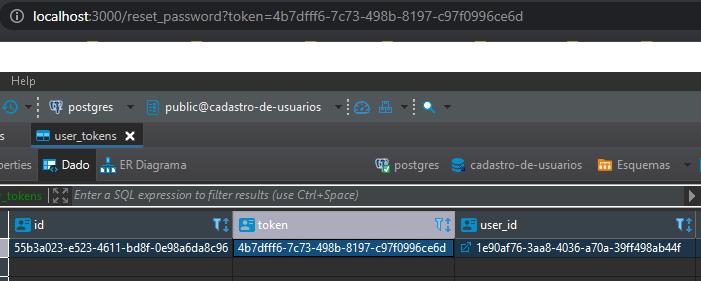 localhost:3000/reset_password?token=4b7dfff6-7c73-498b-8197-c97f0996ce6d
Help
postgres public@cadastro-de-usuarios
s user_tokens
perties Dado ER Diagrama postgres cadastro-de-usuarios Esquemas
r_tokens Enter a SQL expression to filter results (use Ctrl+Space)
id token user_id
55b3a023-e523-4611-bd8f-0e98a6da8c96 4b7dfff6-7c73-498b-8197-c97f0996ce6d 1e90af76-3aa8-4036-a70a-39ff498ab44f